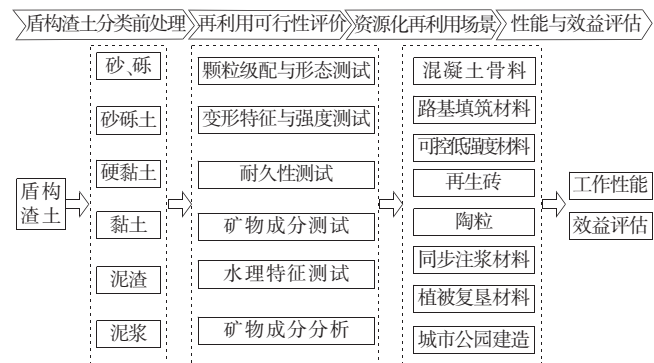 盾构渣土分类前处理
再利用可行性评价
资源化再利用场景
性能与效益评估
盾构
渣土
砂、砾
砂砾土
硬黏土
黏土
泥渣
泥浆
颗粒级配与形态测试
变形特征与强度测试
耐久性测试
矿物成分测试
水理特征测试
矿物成分分析
混凝土骨料
路基填筑材料
可控低强度材料
再生砖
陶粒
同步注浆材料
植被复垦材料
城市公园建造
工作性能
效益评估